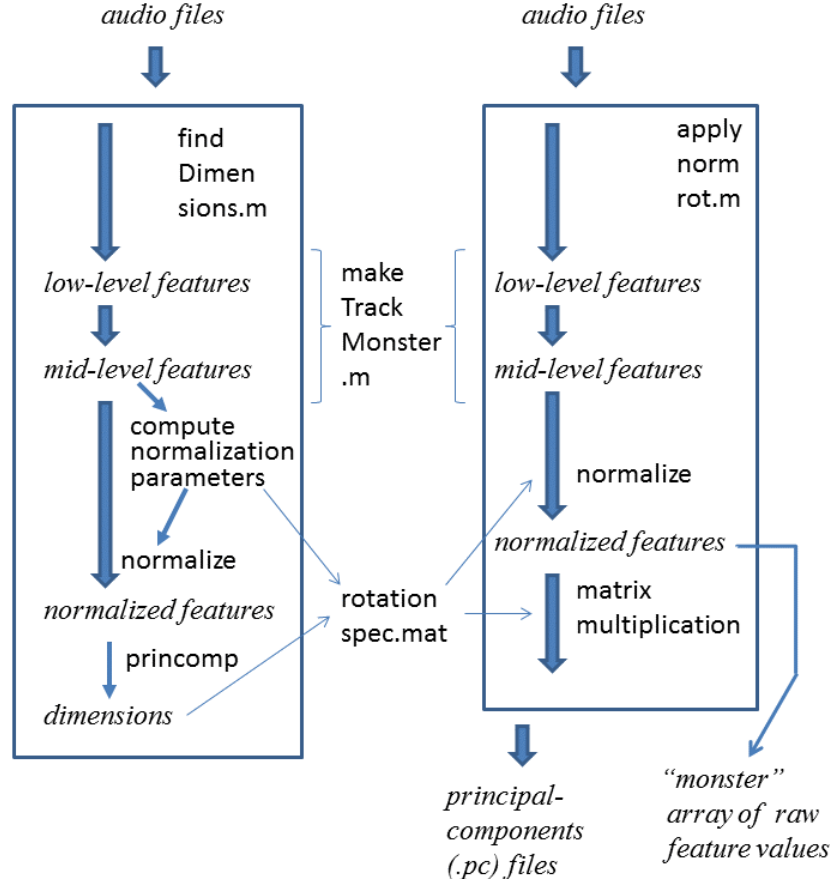 audio files
find
Dimen
sions.m
low-level features
mid-level features
compute
normalization
parameters
normalize
normalized features
princomp
dimensions
make
Track
Monster
.m
rotation
spec.mat
audio files
apply
norm
rot.m
low-level features
mid-level features
normalize
normalized features
matrix
multiplication
principal-
components
(.pc) files
“monster”
array of raw
feature values